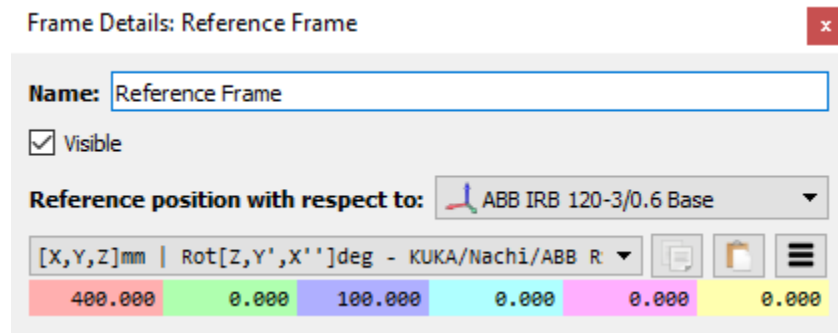 Frame Details: Reference Frame
x
Name: Reference Frame
Visible
Reference position with respect to: ABB IRB 120-3/0.6 Base
[X,Y,Z]mm | Rot[Z,Y',X'']deg - KUKA/Nachi/ABB
400.000 0.000 100.000 0.000 0.000 0.000